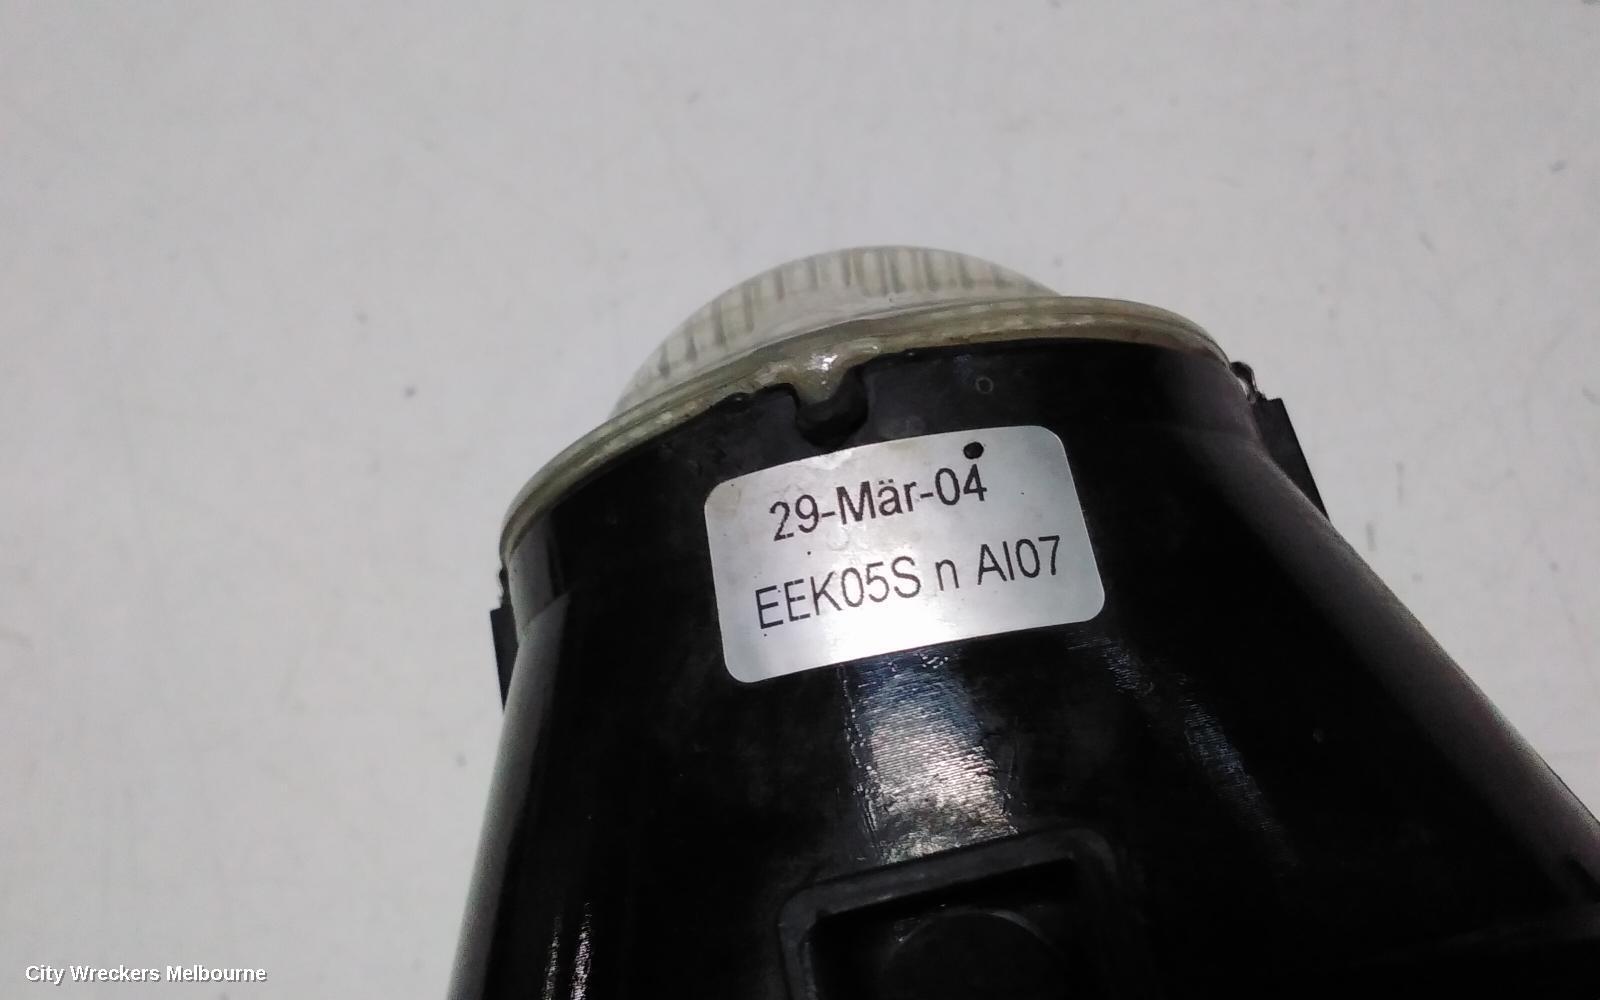 29-Mär-04
EEK05S n AI07
City Wreckers Melbourne